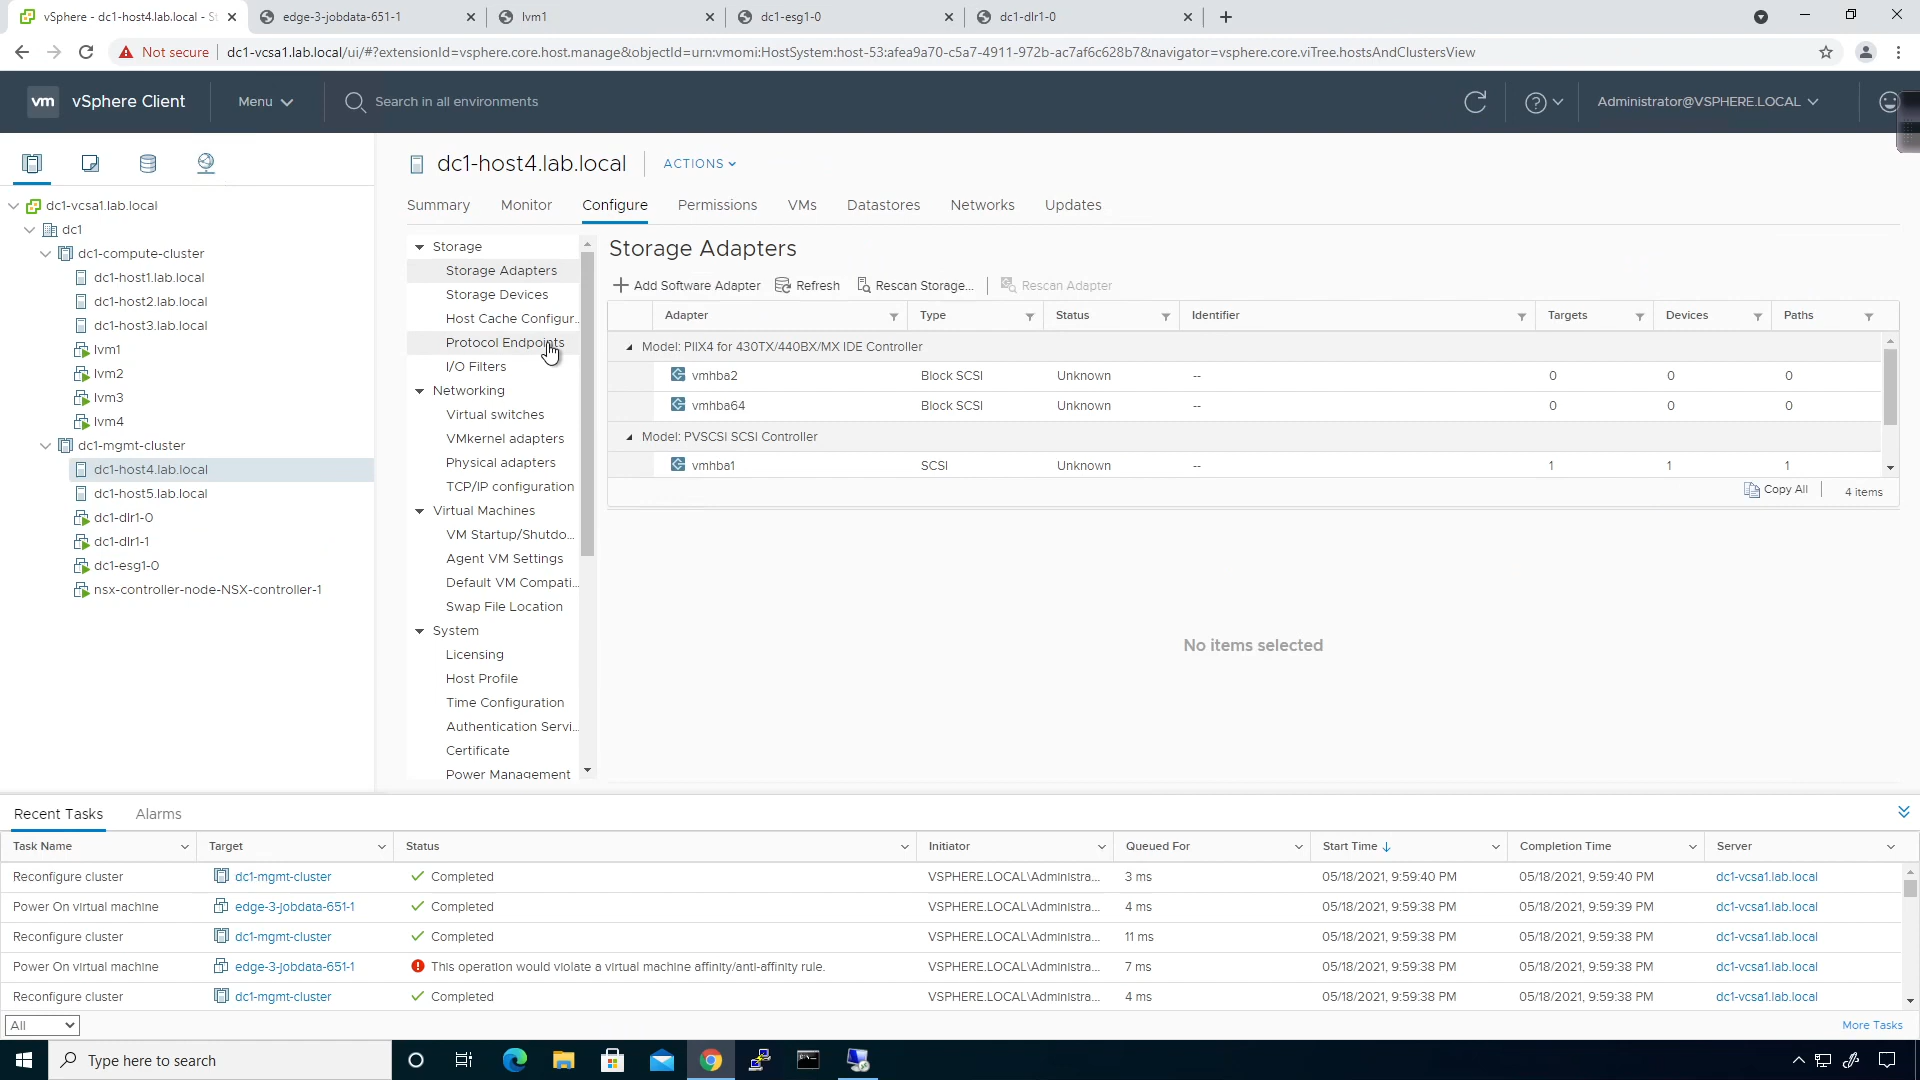 vSphere - dc1-host4.lab.local - St
edge-3-jobdata-651-1
lvm1
dc1-esg1-0
dc1-dlr1-0
Not secure
dc1-vcsa1.lab.local/ui/#?extensionId=vsphere.core.host.manage&objectId=urn:vmomi:HostSystem:host-53:afea9a70-c5a7-4911-972b-ac7af6c628b7&navigator=vsphere.core.viTree.hostsAndClustersView
vm vSphere Client
Menu
Search in all environments
Administrator@VSPHERE.LOCAL
dc1-vcsa1.lab.local
dc1
dc1-compute-cluster
dc1-host1.lab.local
dc1-host2.lab.local
dc1-host3.lab.local
lvm1
lvm2
lvm3
lvm4
dc1-mgmt-cluster
dc1-host4.lab.local
dc1-host5.lab.local
dc1-dlr1-0
dc1-dlr1-1
dc1-esg1-0
nsx-controller-node-NSX-controller-1
dc1-host4.lab.local
ACTIONS
Summary Monitor Configure Permissions VMs Datastores Networks Updates
Storage
Storage Adapters
Storage Devices
Host Cache Configur...
Protocol Endpoints
I/O Filters
Networking
Virtual switches
VMkernel adapters
Physical adapters
TCP/IP configuration
Virtual Machines
VM Startup/Shutdo...
Agent VM Settings
Default VM Compati...
Swap File Location
System
Licensing
Host Profile
Time Configuration
Authentication Servi...
Certificate
Power Management
Storage Adapters
Add Software Adapter Refresh Rescan Storage... Rescan Adapter
Adapter Type Status Identifier Targets Devices Paths
Model: PIIX4 for 430TX/440BX/MX IDE Controller
vmhba2 Block SCSI Unknown -- 0 0 0
vmhba64 Block SCSI Unknown -- 0 0 0
Model: PVSCSI SCSI Controller
vmhba1 SCSI Unknown -- 1 1 1
Copy All 4 items
No items selected
Recent Tasks Alarms
Task Name Target Status Initiator Queued For Start Time Completion Time Server
Reconfigure cluster dc1-mgmt-cluster Completed VSPHERE.LOCAL\Administra... 3 ms 05/18/2021, 9:59:40 PM 05/18/2021, 9:59:40 PM dc1-vcsa1.lab.local
Power On virtual machine edge-3-jobdata-651-1 Completed VSPHERE.LOCAL\Administra... 4 ms 05/18/2021, 9:59:38 PM 05/18/2021, 9:59:39 PM dc1-vcsa1.lab.local
Reconfigure cluster dc1-mgmt-cluster Completed VSPHERE.LOCAL\Administra... 11 ms 05/18/2021, 9:59:38 PM 05/18/2021, 9:59:38 PM dc1-vcsa1.lab.local
Power On virtual machine edge-3-jobdata-651-1 This operation would violate a virtual machine affinity/anti-affinity rule. VSPHERE.LOCAL\Administra... 7 ms 05/18/2021, 9:59:38 PM 05/18/2021, 9:59:38 PM dc1-vcsa1.lab.local
Reconfigure cluster dc1-mgmt-cluster Completed VSPHERE.LOCAL\Administra... 4 ms 05/18/2021, 9:59:38 PM 05/18/2021, 9:59:38 PM dc1-vcsa1.lab.local
All
More Tasks
Type here to search